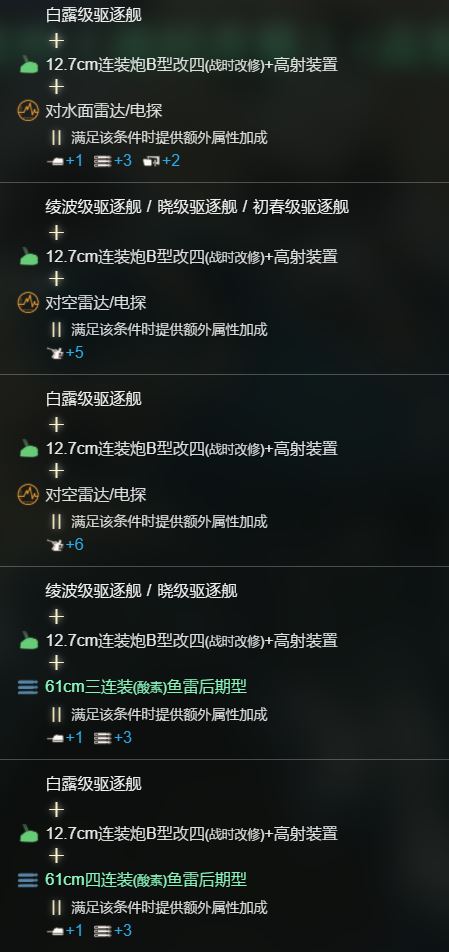 白露级驱逐舰
+
12.7cm连装炮B型改四(战时改修)+高射装置
+
对水面雷达/电探
|| 满足该条件时提供额外属性加成
+1 +3 +2
绫波级驱逐舰 / 晓级驱逐舰 / 初春级驱逐舰
+
12.7cm连装炮B型改四(战时改修)+高射装置
+
对空雷达/电探
|| 满足该条件时提供额外属性加成
+5
白露级驱逐舰
+
12.7cm连装炮B型改四(战时改修)+高射装置
+
对空雷达/电探
|| 满足该条件时提供额外属性加成
+6
绫波级驱逐舰 / 晓级驱逐舰
+
12.7cm连装炮B型改四(战时改修)+高射装置
+
61cm三连装(酸素)鱼雷后期型
|| 满足该条件时提供额外属性加成
+1 +3
白露级驱逐舰
+
12.7cm连装炮B型改四(战时改修)+高射装置
+
61cm四连装(酸素)鱼雷后期型
|| 满足该条件时提供额外属性加成
+1 +3